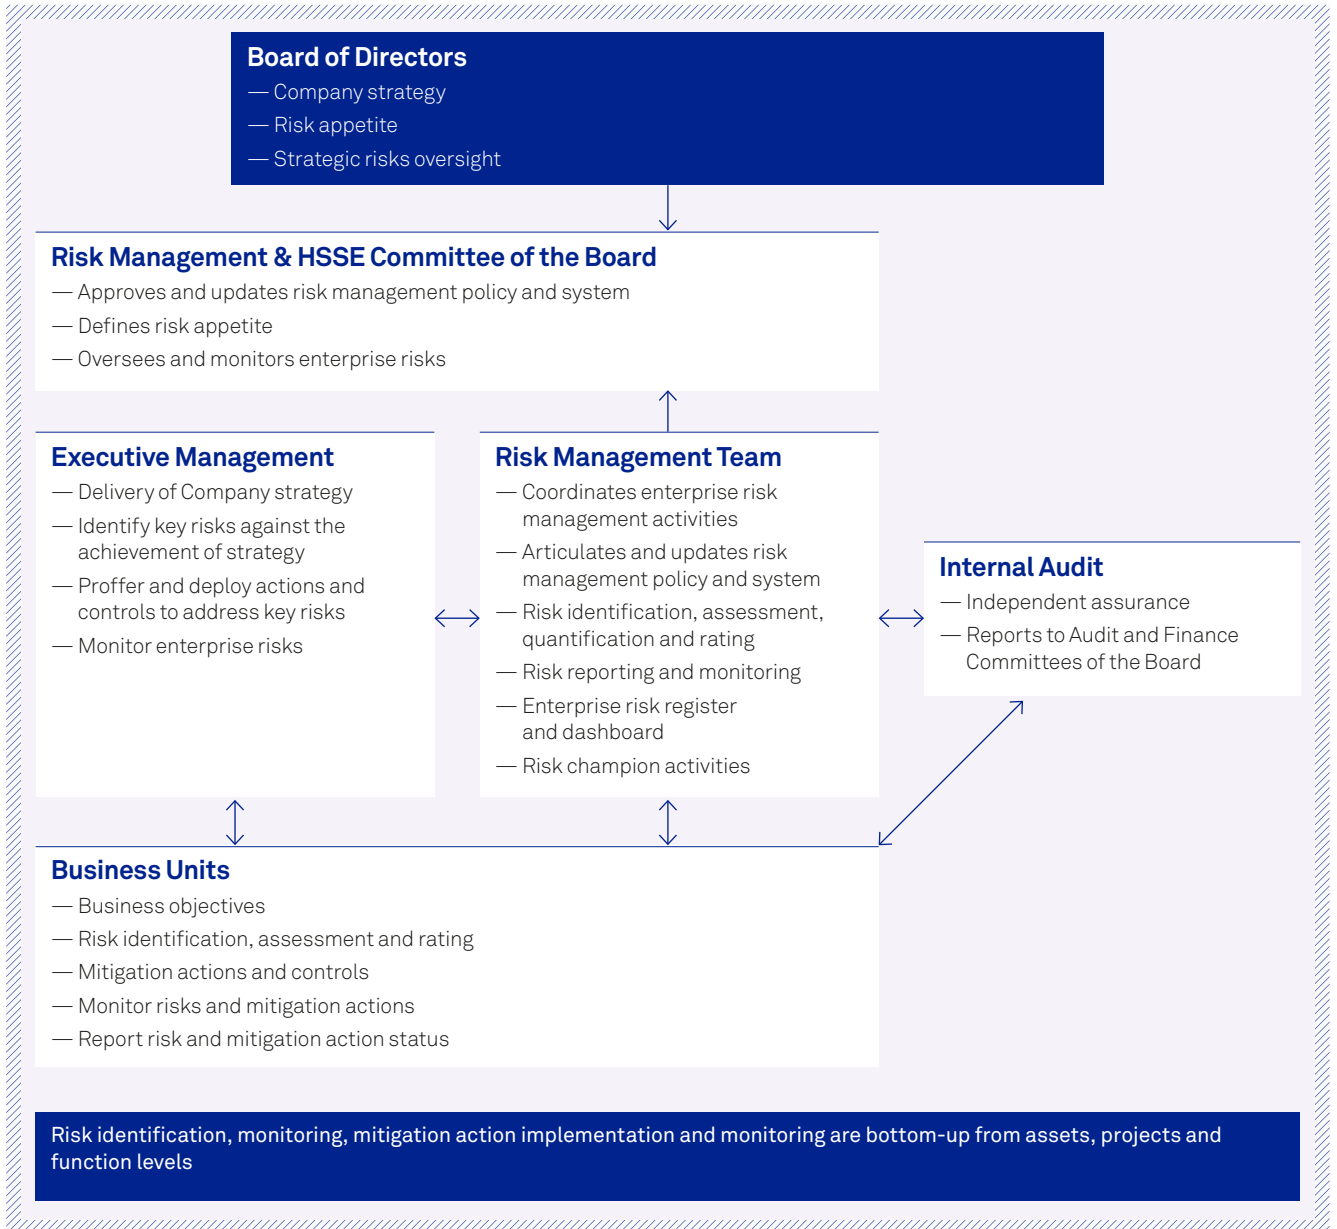 Board of Directors
— Company strategy
— Risk appetite
— Strategic risks oversight
Risk Management & HSSE Committee of the Board
— Approves and updates risk management policy and system
— Defines risk appetite
— Oversees and monitors enterprise risks
Executive Management
— Delivery of Company strategy
— Identify key risks against the
achievement of strategy
— Proffer and deploy actions and
controls to address key risks
— Monitor enterprise risks
Risk Management Team
— Coordinates enterprise risk
management activities
— Articulates and updates risk
management policy and system
— Risk identification, assessment,
quantification and rating
— Risk reporting and monitoring
— Enterprise risk register
and dashboard
— Risk champion activities
Internal Audit
— Independent assurance
— Reports to Audit and Finance
Committees of the Board
Business Units
— Business objectives
— Risk identification, assessment and rating
— Mitigation actions and controls
— Monitor risks and mitigation actions
— Report risk and mitigation action status
Risk identification, monitoring, mitigation action implementation and monitoring are bottom-up from assets, projects and
function levels